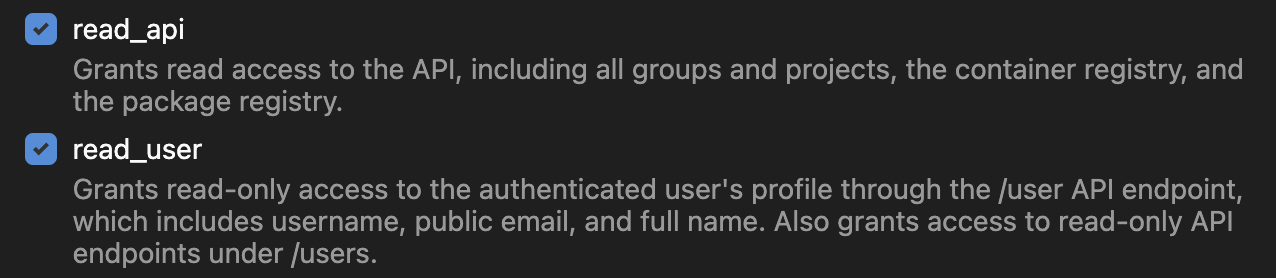 read_api
Grants read access to the API, including all groups and projects, the container registry, and
the package registry.
read_user
Grants read-only access to the authenticated user's profile through the /user API endpoint,
which includes username, public email, and full name. Also grants access to read-only API
endpoints under /users.